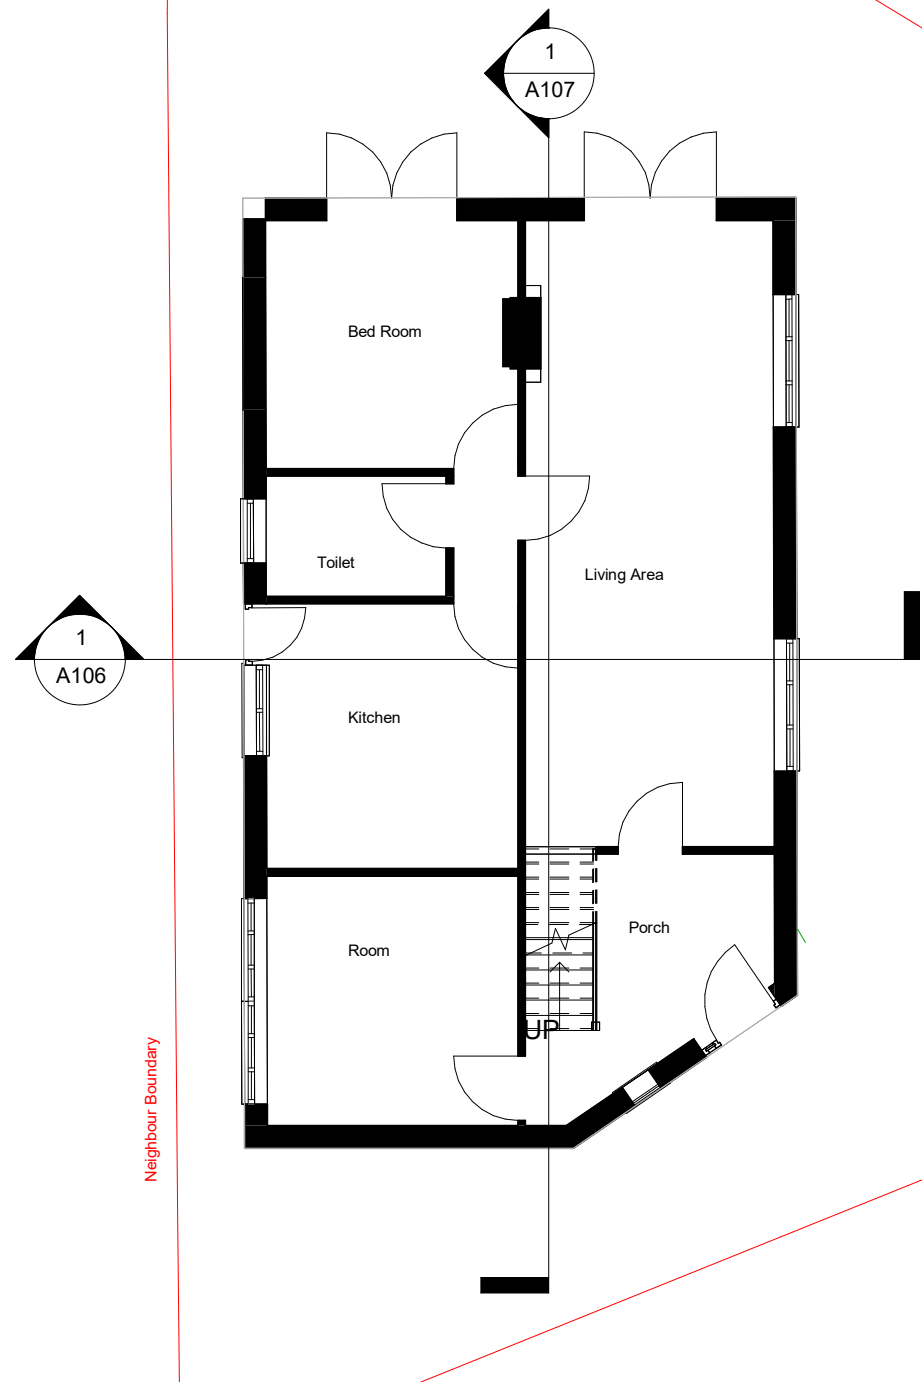 1
A107
Bed Room
Toilet
Living Area
1
A106
Kitchen
Porch
Room
UP
Neighbour Boundary